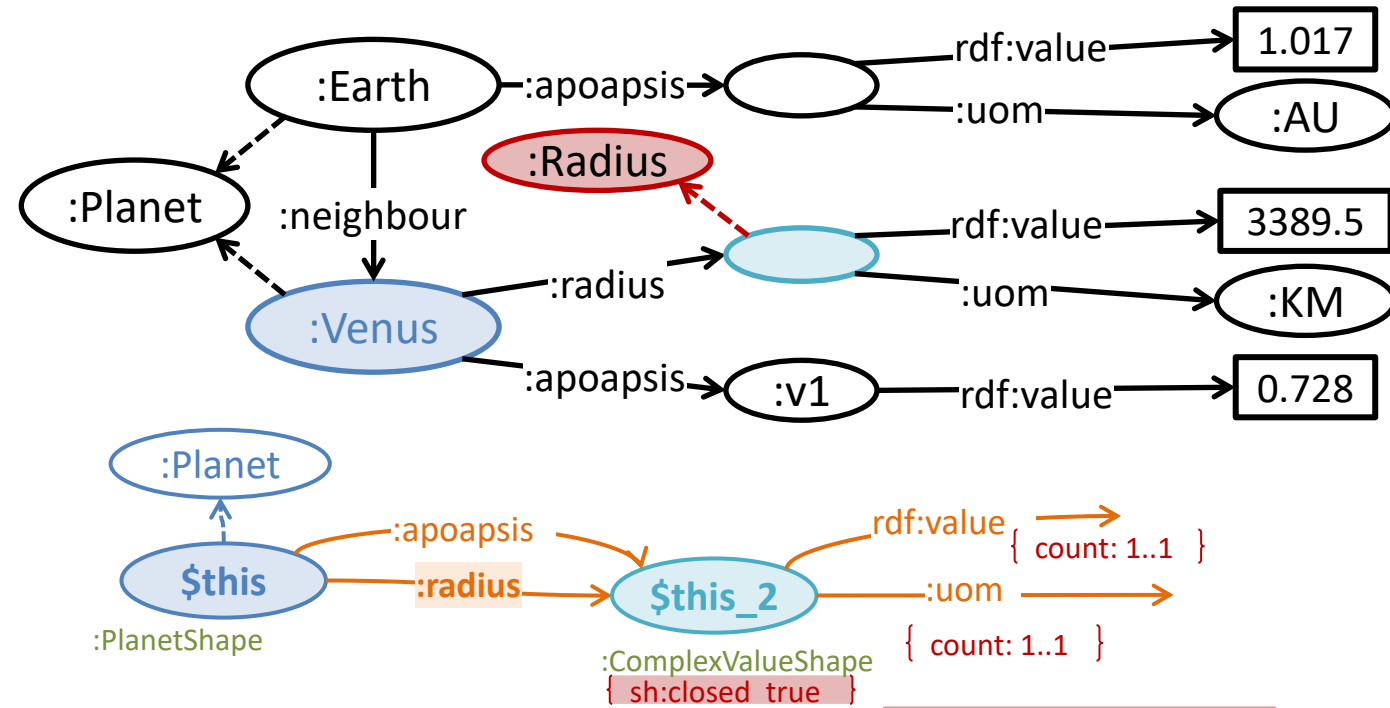 rdf:value
1.017
:Earth
:apoapsis
:uom
:AU
:Radius
:Planet
:neighbour
rdf:value
3389.5
:radius
:uom
:KM
:Venus
:apoapsis
:v1
rdf:value
0.728
:Planet
:apoapsis
rdf:value
{ count: 1..1 }
$this
:radius
$this_2
:uom
:PlanetShape
{ count: 1..1 }
:ComplexValueShape
{ sh:closed true }